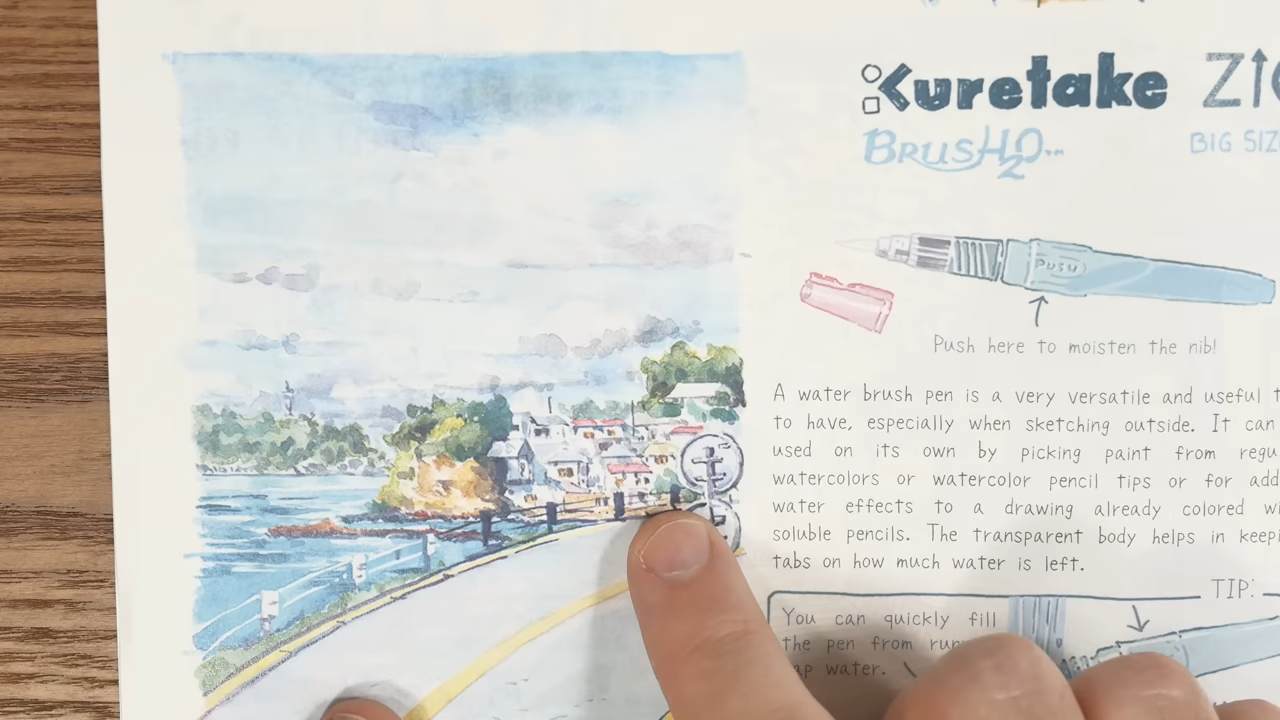 Kuretake
BRUSH2O™
BIG
PUSH
Push here to moisten the nib!
A water brush pen is a very versatile and useful
to have, especially when sketching outside. It can
used on its own by picking paint from
watercolors or watercolor pencil tips or for
water effects to a drawing already colored
soluble pencils. The transparent body helps in
tabs on how much water is left.
TIP:
You can quickly fill
the pen from
water.